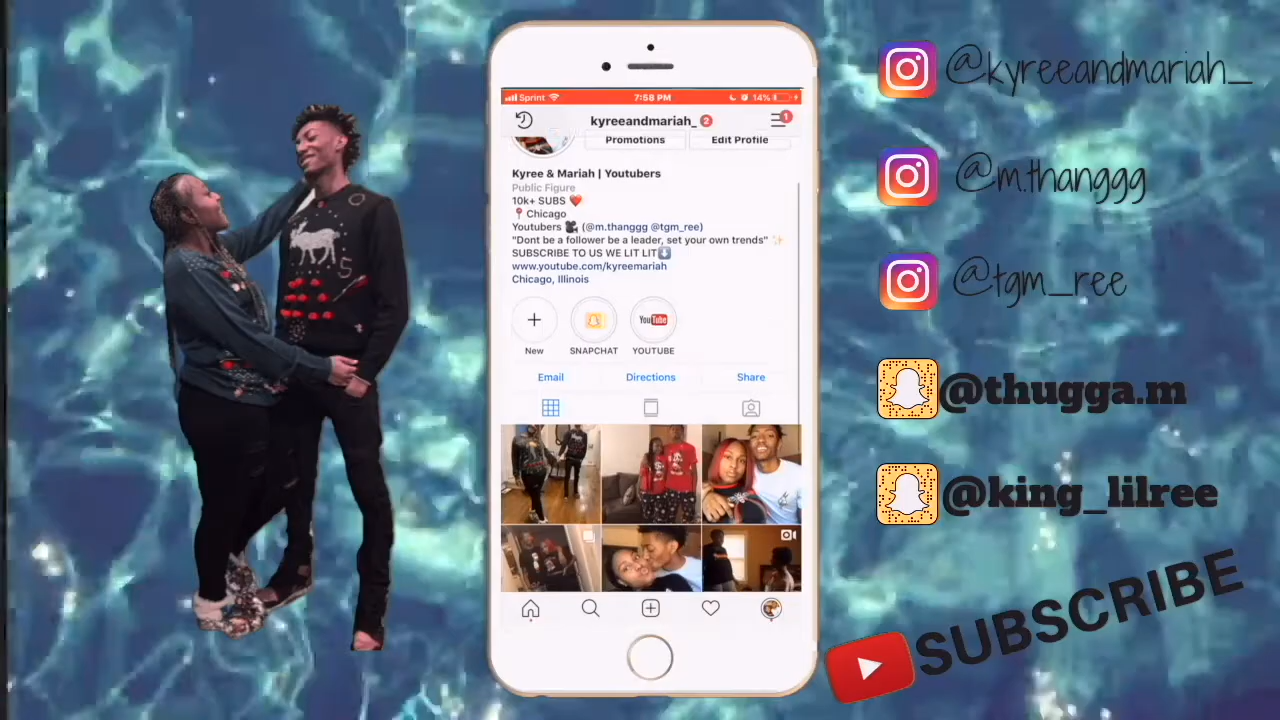 Sprint 7:58 PM 14%
kyreeandmariah_ 2
1
Promotions Edit Profile
Kyree & Mariah | Youtubers
Public Figure
10k+ SUBS ❤️
📍Chicago
Youtubers 🎥 (@m.thanggg @tgm_ree)
"Dont be a follower be a leader, set your own trends" ✨
SUBSCRIBE TO US WE LIT LIT⬇️
www.youtube.com/kyreemariah
Chicago, Illinois
YouTube
New SNAPCHAT YOUTUBE
Email Directions Share
@kyreeandmariah_
@m.thanggg
@tgm_ree
@thugga.m
@king_lilree
SUBSCRIBE